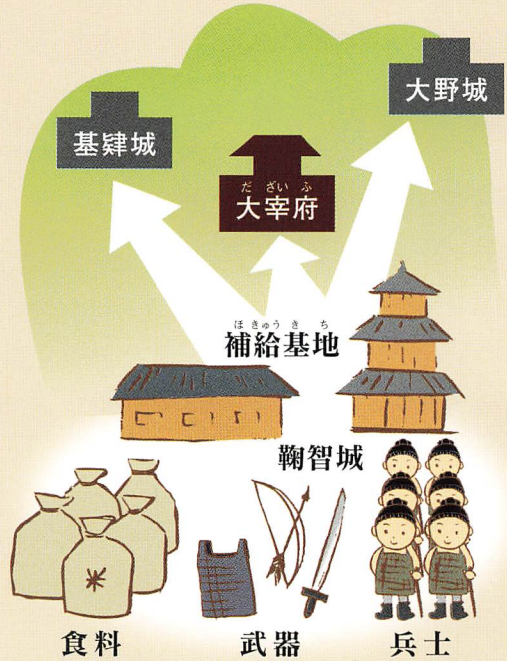 大野城
基肄城
だざいふ
大宰府
ほきゅうきち
補給基地
鞠智城
食料
武器
兵士